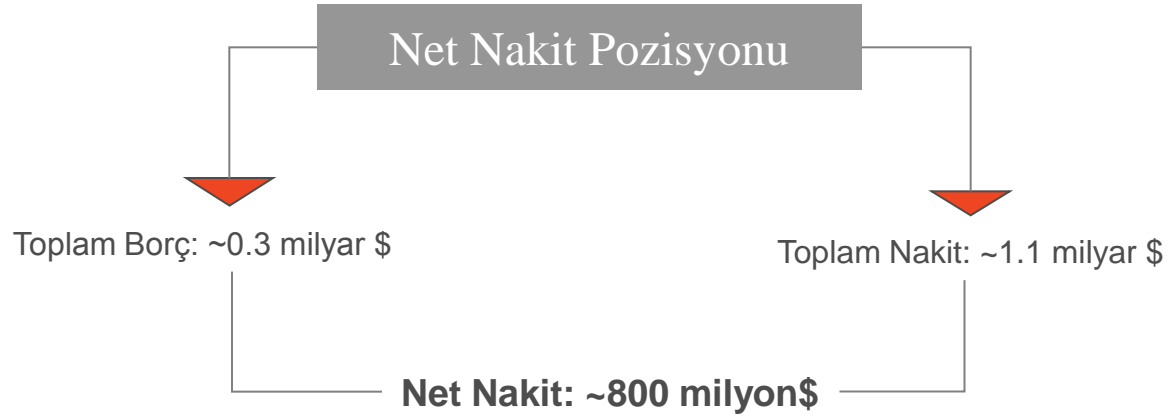 Net Nakit Pozisyonu
Toplam Borç: ~0.3 milyar $
Toplam Nakit: ~1.1 milyar $
Net Nakit: ~800 milyon$